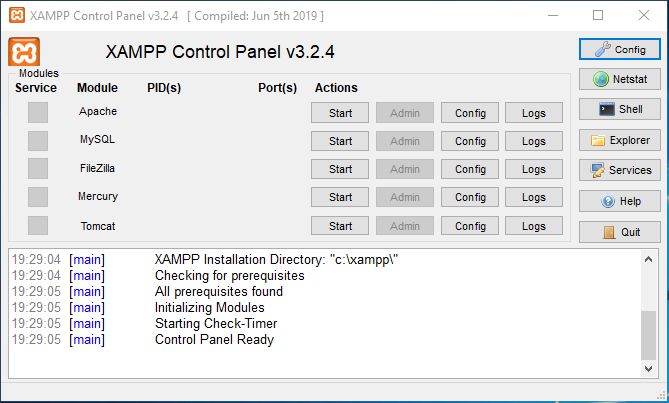 XAMPP Control Panel v3.2.4 [ Compiled: Jun 5th 2019 ]
XAMPP Control Panel v3.2.4
Config
Modules
Service Module PID(s) Port(s) Actions
Netstat
Apache Start Admin Config Logs
Shell
MySQL Start Admin Config Logs
Explorer
FileZilla Start Admin Config Logs
Services
Mercury Start Admin Config Logs
Help
Tomcat Start Admin Config Logs
Quit
19:29:04 [main] XAMPP Installation Directory: "c:\xampp\"
19:29:04 [main] Checking for prerequisites
19:29:05 [main] All prerequisites found
19:29:05 [main] Initializing Modules
19:29:05 [main] Starting Check-Timer
19:29:05 [main] Control Panel Ready